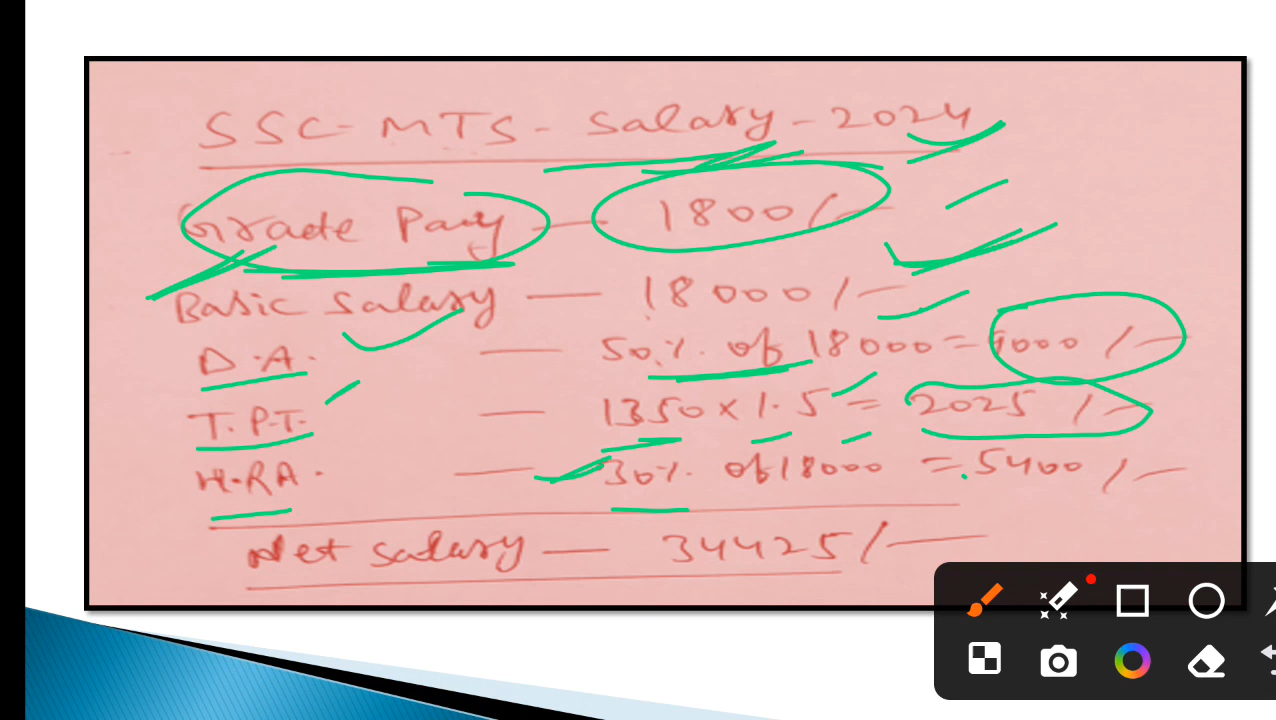 SSC-MTS-Salary-2024
Grade Pay — 1800/-
Basic Salary — 18000/-
D.A. — 50% of 18000 = 9000/-
T.P.T. — 1350 x 1.5 = 2025/-
H.RA. — 30% of 18000 = 5400/-
Net salary — 34425/-